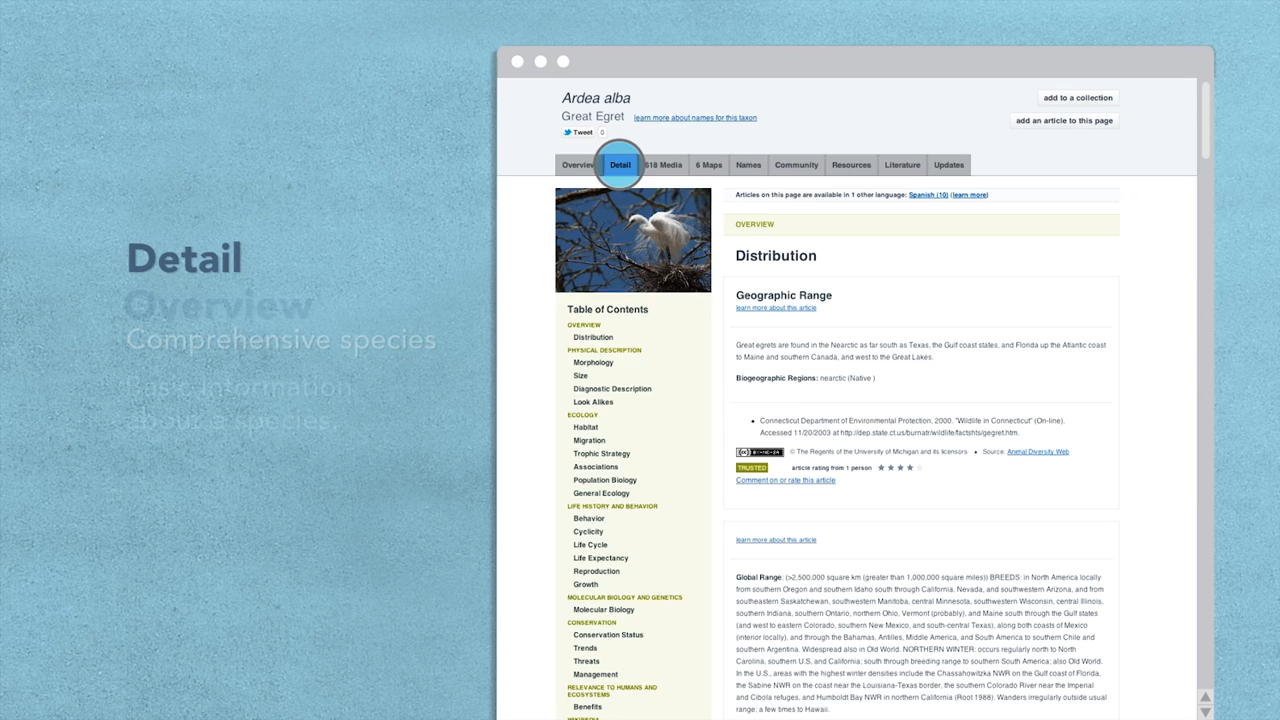 Ardea alba
Great Egret learn more about names for this taxon
Tweet 0
add to a collection
add an article to this page
Overview Detail 618 Media 6 Maps Names Community Resources Literature Updates
Detail
Comprehensive species
Table of Contents
OVERVIEW
Distribution
PHYSICAL DESCRIPTION
Morphology
Size
Diagnostic Description
Look Alikes
ECOLOGY
Habitat
Migration
Trophic Strategy
Associations
Population Biology
General Ecology
LIFE HISTORY AND BEHAVIOR
Behavior
Cyclicity
Life Cycle
Life Expectancy
Reproduction
Growth
MOLECULAR BIOLOGY AND GENETICS
Molecular Biology
CONSERVATION
Conservation Status
Trends
Threats
Management
RELEVANCE TO HUMANS AND
ECOSYSTEMS
Benefits
WIKIPEDIA
Articles on this page are available in 1 other language: Spanish (10) (learn more)
OVERVIEW
Distribution
Geographic Range
learn more about this article
Great egrets are found in the Nearctic as far south as Texas, the Gulf coast states, and Florida up the Atlantic coast
to Maine and southern Canada, and west to the Great Lakes.
Biogeographic Regions: nearctic (Native )
• Connecticut Department of Environmental Protection, 2000. "Wildlife in Connecticut" (On-line).
Accessed 11/20/2003 at http://dep.state.ct.us/burnatr/wildlife/factshts/gegret.htm.
(cc) BY-NC-SA © The Regents of the University of Michigan and its licensors • Source: Animal Diversity Web
TRUSTED article rating from 1 person
Comment on or rate this article
learn more about this article
Global Range: (>2,500,000 square km (greater than 1,000,000 square miles)) BREEDS: in North America locally
from southern Oregon and southern Idaho south through California, Nevada, and southwestern Arizona, and from
southeastern Saskatchewan, southwestern Manitoba, central Minnesota, southwestern Wisconsin, central Illinois,
southern Indiana, southern Ontario, northern Ohio, Vermont (probably), and Maine south through the Gulf states
(and west to eastern Colorado, southern New Mexico, and south-central Texas), along both coasts of Mexico
(interior locally), and through the Bahamas, Antilles, Middle America, and South America to southern Chile and
southern Argentina. Widespread also in Old World. NORTHERN WINTER: occurs regularly north to North
Carolina, southern U.S. and California; south through breeding range to southern South America; also Old World.
In the U.S., areas with the highest winter densities include the Chassahowitzka NWR on the Gulf coast of Florida,
the Sabine NWR on the coast near the Louisiana-Texas border, the southern Colorado River near the Imperial
and Cibola refuges, and Humboldt Bay NWR in northern California (Root 1988). Wanders irregularly outside usual
range: a few times to Hawaii.